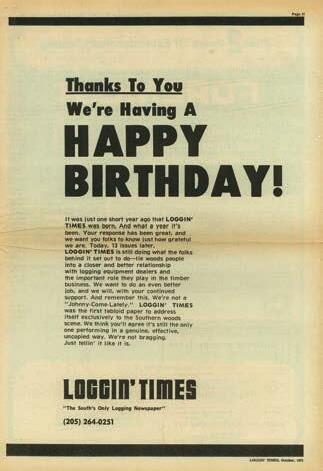 Page 11
Thanks To You
We're Having A
HAPPY
BIRTHDAY!
It was just one short year ago that LOGGIN'
TIMES was born. And what a year it's
been. Your response has been great, and
we want you folks to know just how grateful
we are. Today, 13 issues later,
LOGGIN' TIMES is still doing what the folks
behind it set out to do—tie woods people
into a closer and better relationship
with logging equipment dealers and
the important role they play in the timber
business. We want to do an even better
job, and we will, with your continued
support. And remember this. We're not a
"Johnny-Come-Lately." LOGGIN' TIMES
was the first tabloid paper to address
itself exclusively to the Southern woods
scene. We think you'll agree it's still the only
one performing in a genuine, effective,
uncopied way. We're not bragging.
Just tellin' it like it is.
LOGGIN' TIMES
"The South's Only Logging Newspaper"
(205) 264-0251
LOGGIN' TIMES, October,